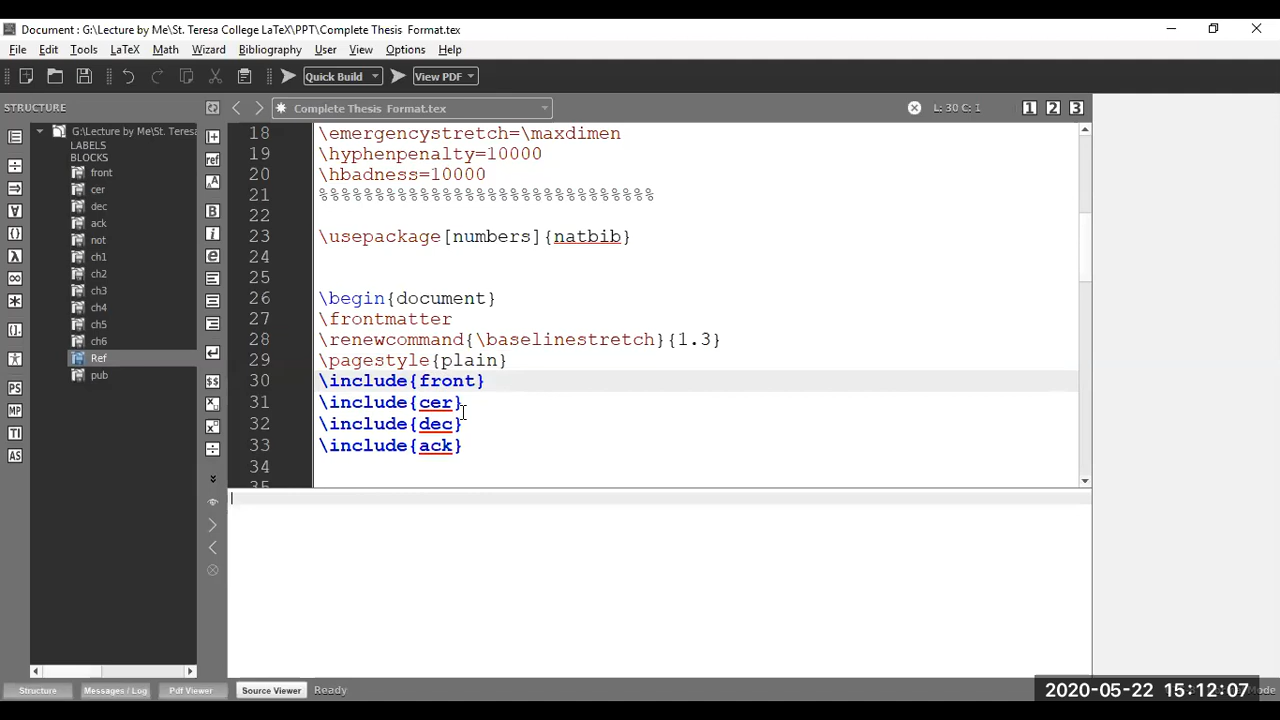 Document : G:\Lecture by Me\St. Teresa College LaTeX\PPT\Complete Thesis Format.tex
File Edit Tools LaTeX Math Wizard Bibliography User View Options Help
Quick Build View PDF
STRUCTURE
Complete Thesis Format.tex
L: 30 C: 1
1 2 3
G:\Lecture by Me\St. Teresa
LABELS
BLOCKS
front
cer
dec
ack
not
ch1
ch2
ch3
ch4
ch5
ch6
Ref
pub
18 \emergencystretch=\maxdimen
19 \hyphenpenalty=10000
20 \hbadness=10000
21 %%%%%%%%%%%%%%%%%%%%%%%%%%%%
22
23 \usepackage[numbers]{natbib}
24
25
26 \begin{document}
27 \frontmatter
28 \renewcommand{\baselinestretch}{1.3}
29 \pagestyle{plain}
30 \include{front}
31 \include{cer}
32 \include{dec}
33 \include{ack}
34
35
Structure Messages / Log Pdf Viewer Source Viewer Ready
2020-05-22 15:12:07
Mode